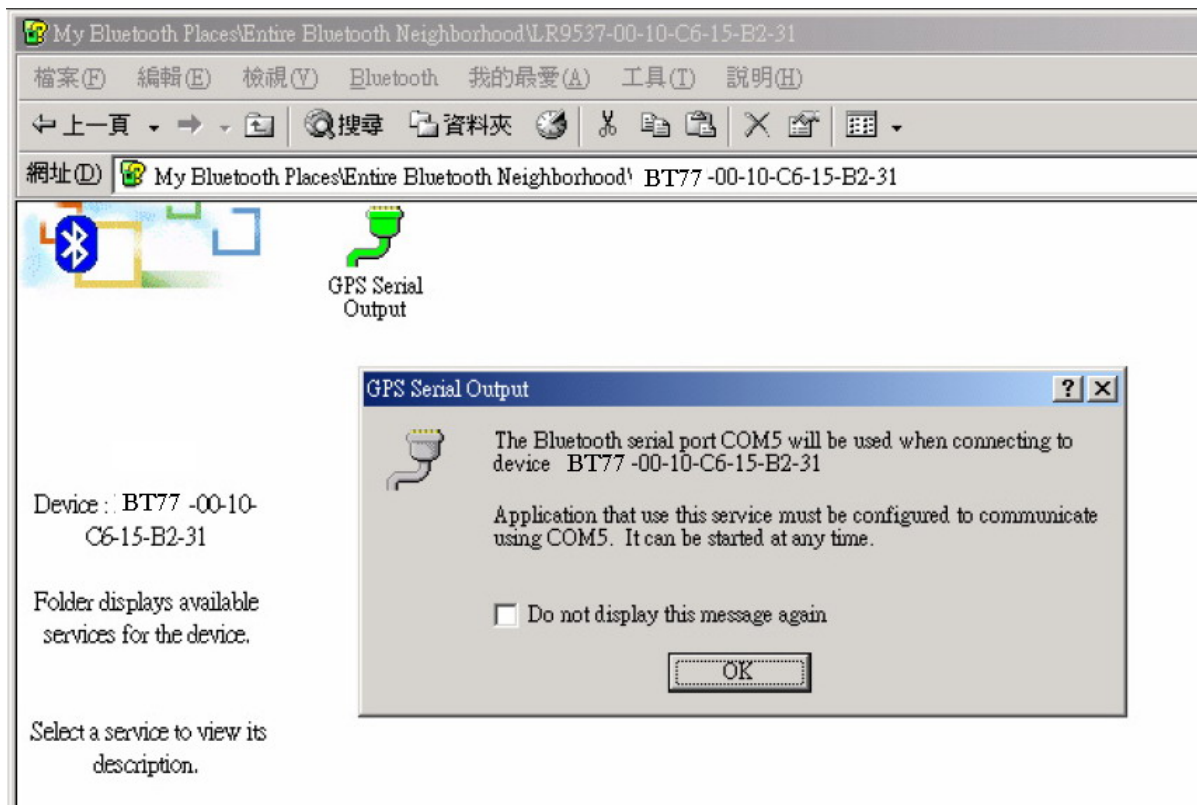 My Bluetooth Places\Entire Bluetooth Neighborhood\LR9537-00-10-C6-15-B2-31
檔案(F) 編輯(E) 檢視(V) Bluetooth 我的最愛(A) 工具(T) 說明(H)
上一頁 搜尋 資料夾
網址(D) My Bluetooth Places\Entire Bluetooth Neighborhood\ BT77-00-10-C6-15-B2-31
GPS Serial
Output
Device : BT77 -00-10-
C6-15-B2-31
Folder displays available
services for the device.
Select a service to view its
description.
GPS Serial Output
The Bluetooth serial port COM5 will be used when connecting to
device BT77 -00-10-C6-15-B2-31
Application that use this service must be configured to communicate
using COM5. It can be started at any time.
Do not display this message again
OK